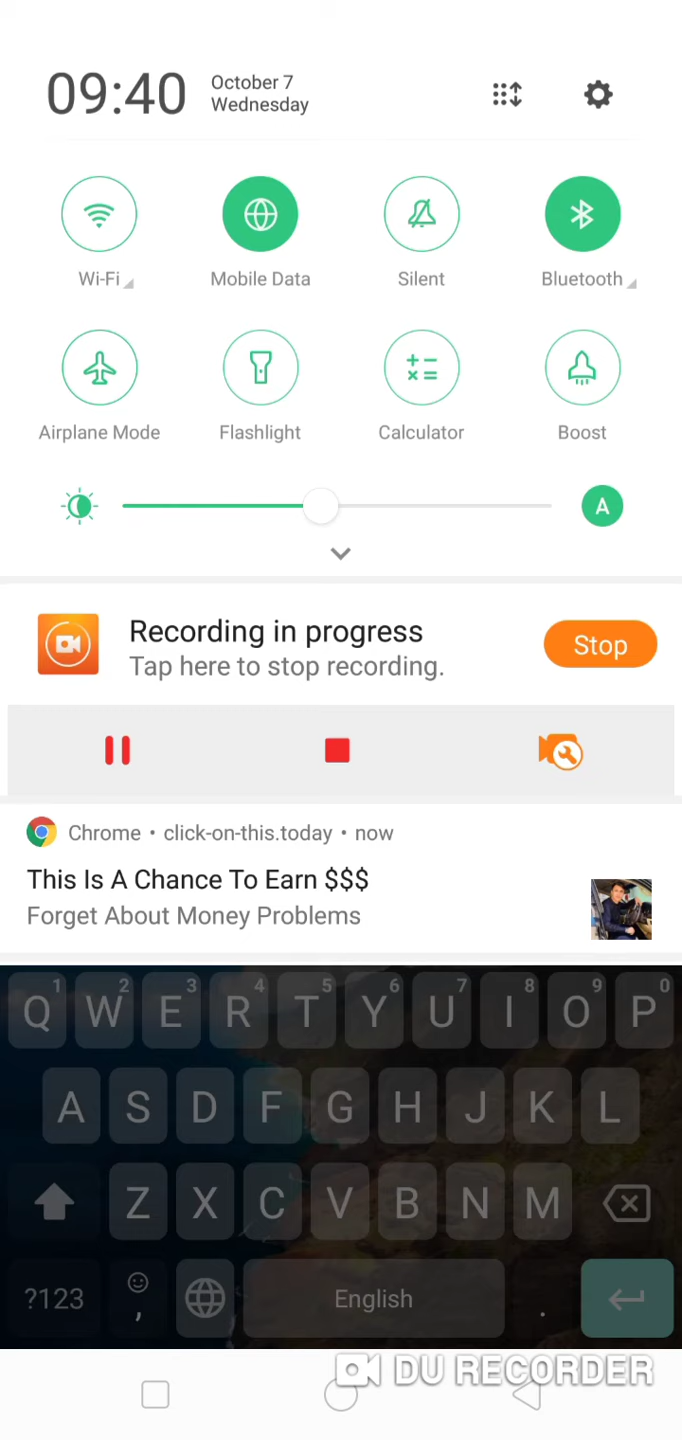 09:40
October 7
Wednesday
Wi-Fi
Mobile Data
Silent
Bluetooth
Airplane Mode
Flashlight
Calculator
Boost
A
Recording in progress
Tap here to stop recording.
Stop
Chrome • click-on-this.today • now
This Is A Chance To Earn $$$
Forget About Money Problems
1 2 3 4 5 6 7 8 9 0
Q W E R T Y U I O P
A S D F G H J K L
Z X C V B N M
?123 , English .
DU RECORDER